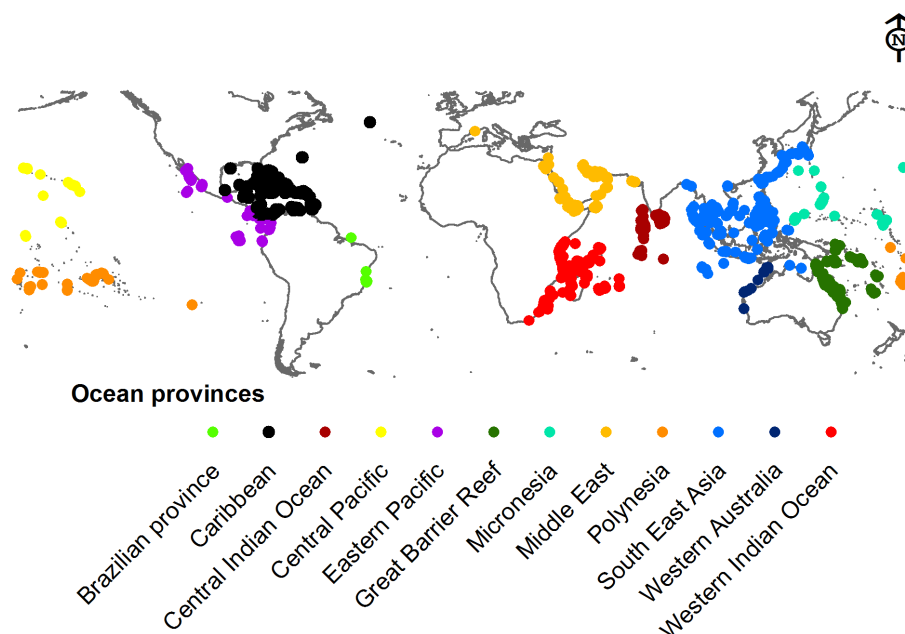 N
Ocean provinces
Brazilian province
Caribbean
Central Indian Ocean
Central Pacific
Eastern Pacific
Great Barrier Reef
Micronesia
Middle East
Polynesia
South East Asia
Western Australia
Western Indian Ocean